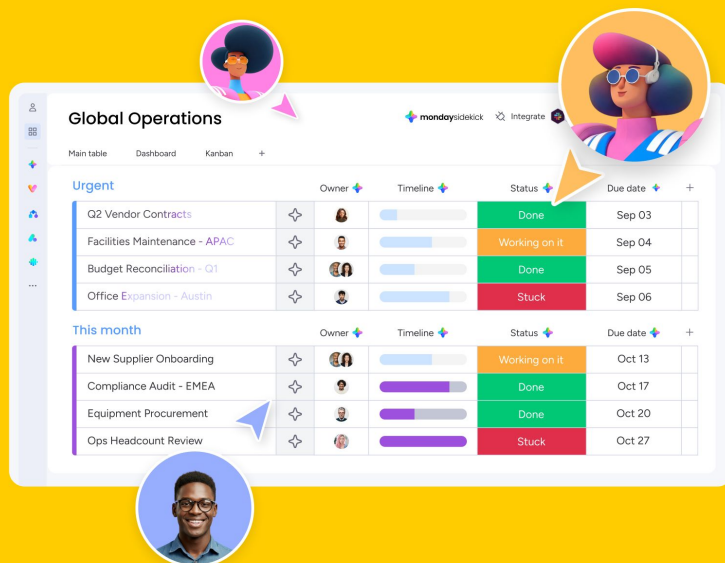 Global Operations
mondaysidekick Integrate
Main table Dashboard Kanban +
Urgent Owner Timeline Status Due date +
Q2 Vendor Contracts Done Sep 03
Facilities Maintenance - APAC Working on it Sep 04
Budget Reconciliation - Q1 Done Sep 05
Office Expansion - Austin Stuck Sep 06
This month Owner Timeline Status Due date +
New Supplier Onboarding Working on it Oct 13
Compliance Audit - EMEA Done Oct 17
Equipment Procurement Done Oct 20
Ops Headcount Review Stuck Oct 27